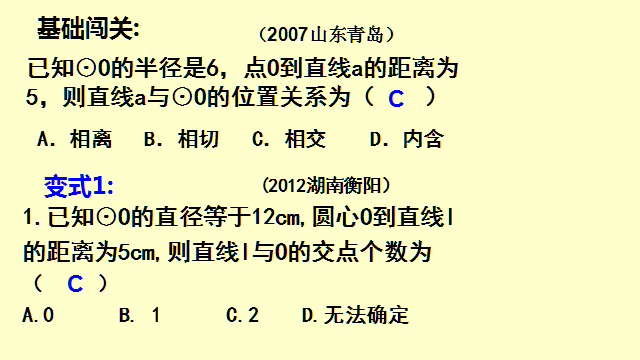 基础闯关: (2007山东青岛)
已知⊙O的半径是6，点O到直线a的距离为
5，则直线a与⊙O的位置关系为（ C ）
A．相离 B．相切 C．相交 D．内含
变式1: (2012湖南衡阳)
1.已知⊙O的直径等于12cm,圆心O到直线l
的距离为5cm,则直线l与O的交点个数为
（ C ）
A.0 B. 1 C.2 D.无法确定